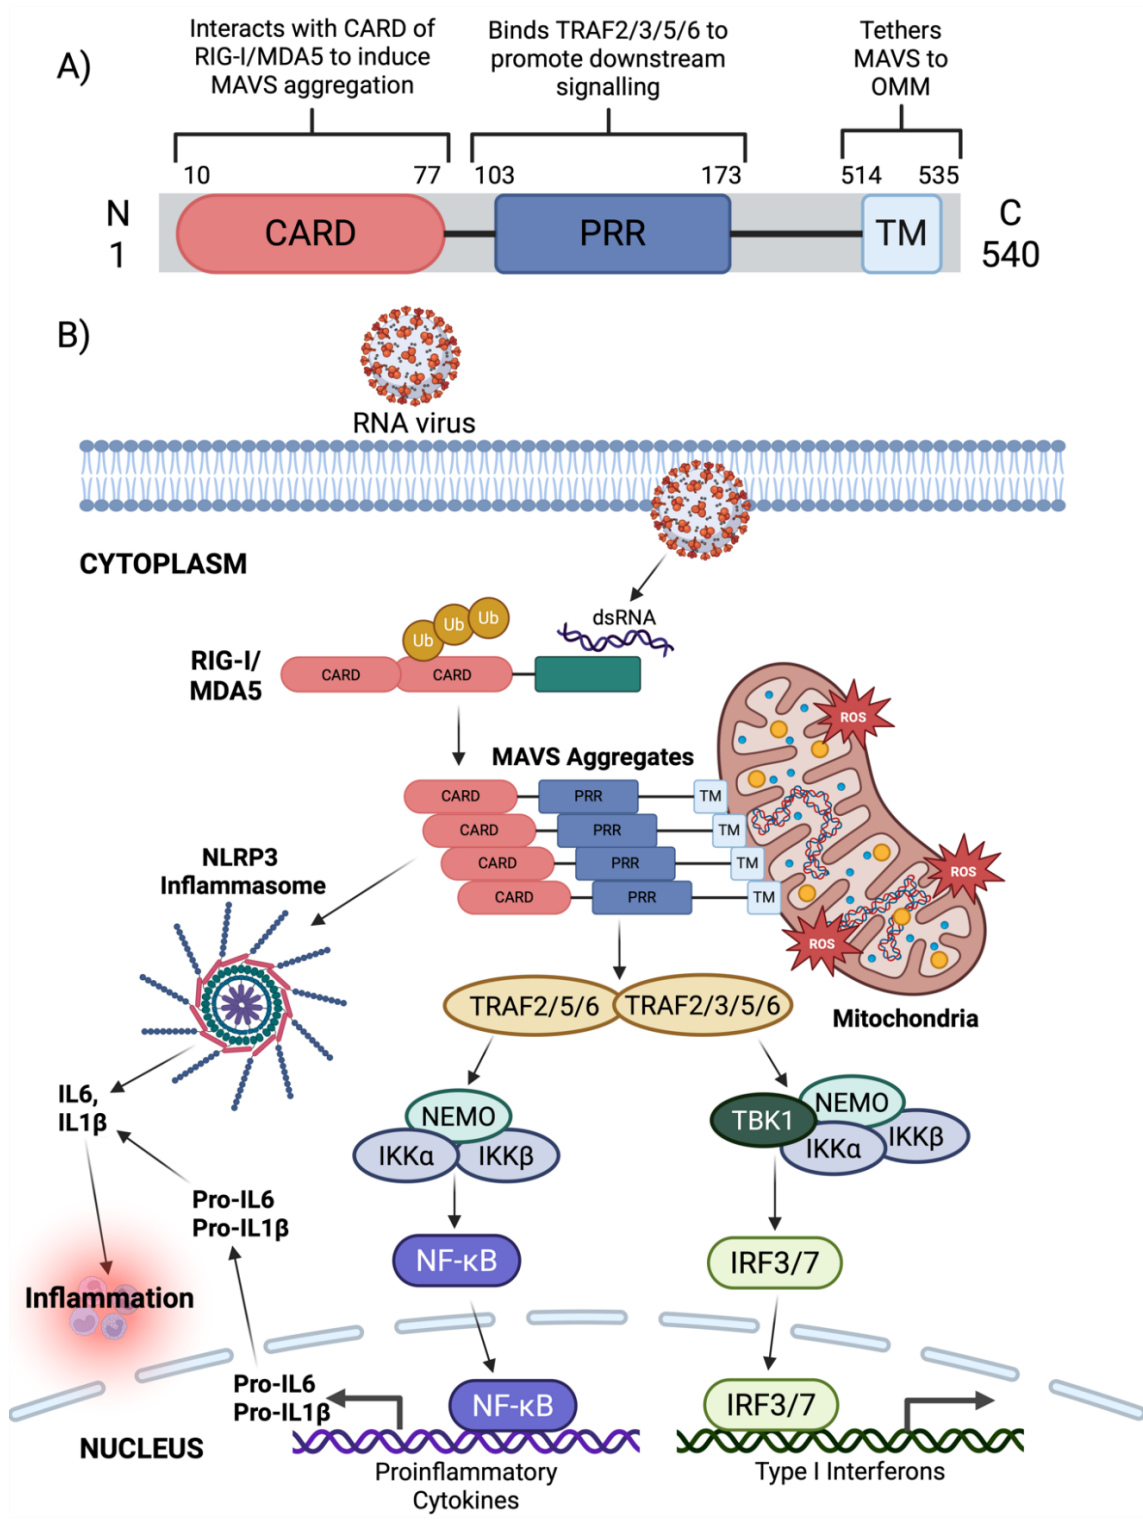 A)
Interacts with CARD of
RIG-I/MDA5 to induce
MAVS aggregation
Binds TRAF2/3/5/6 to
promote downstream
signalling
Tethers
MAVS to
OMM
10
77
103
173
514
535
N
1
CARD
PRR
TM
C
540
B)
RNA virus
CYTOPLASM
dsRNA
Ub
Ub
Ub
RIG-I/
MDA5
CARD
CARD
ROS
MAVS Aggregates
CARD
PRR
TM
CARD
PRR
TM
CARD
PRR
TM
CARD
PRR
TM
ROS
ROS
NLRP3
Inflammasome
TRAF2/5/6
TRAF2/3/5/6
Mitochondria
IL6,
IL1β
NEMO
IKKα
IKKβ
TBK1
NEMO
IKKα
IKKβ
Pro-IL6
Pro-IL1β
NF-κB
IRF3/7
Inflammation
Pro-IL6
Pro-IL1β
NF-κB
IRF3/7
NUCLEUS
Proinflammatory
Cytokines
Type I Interferons